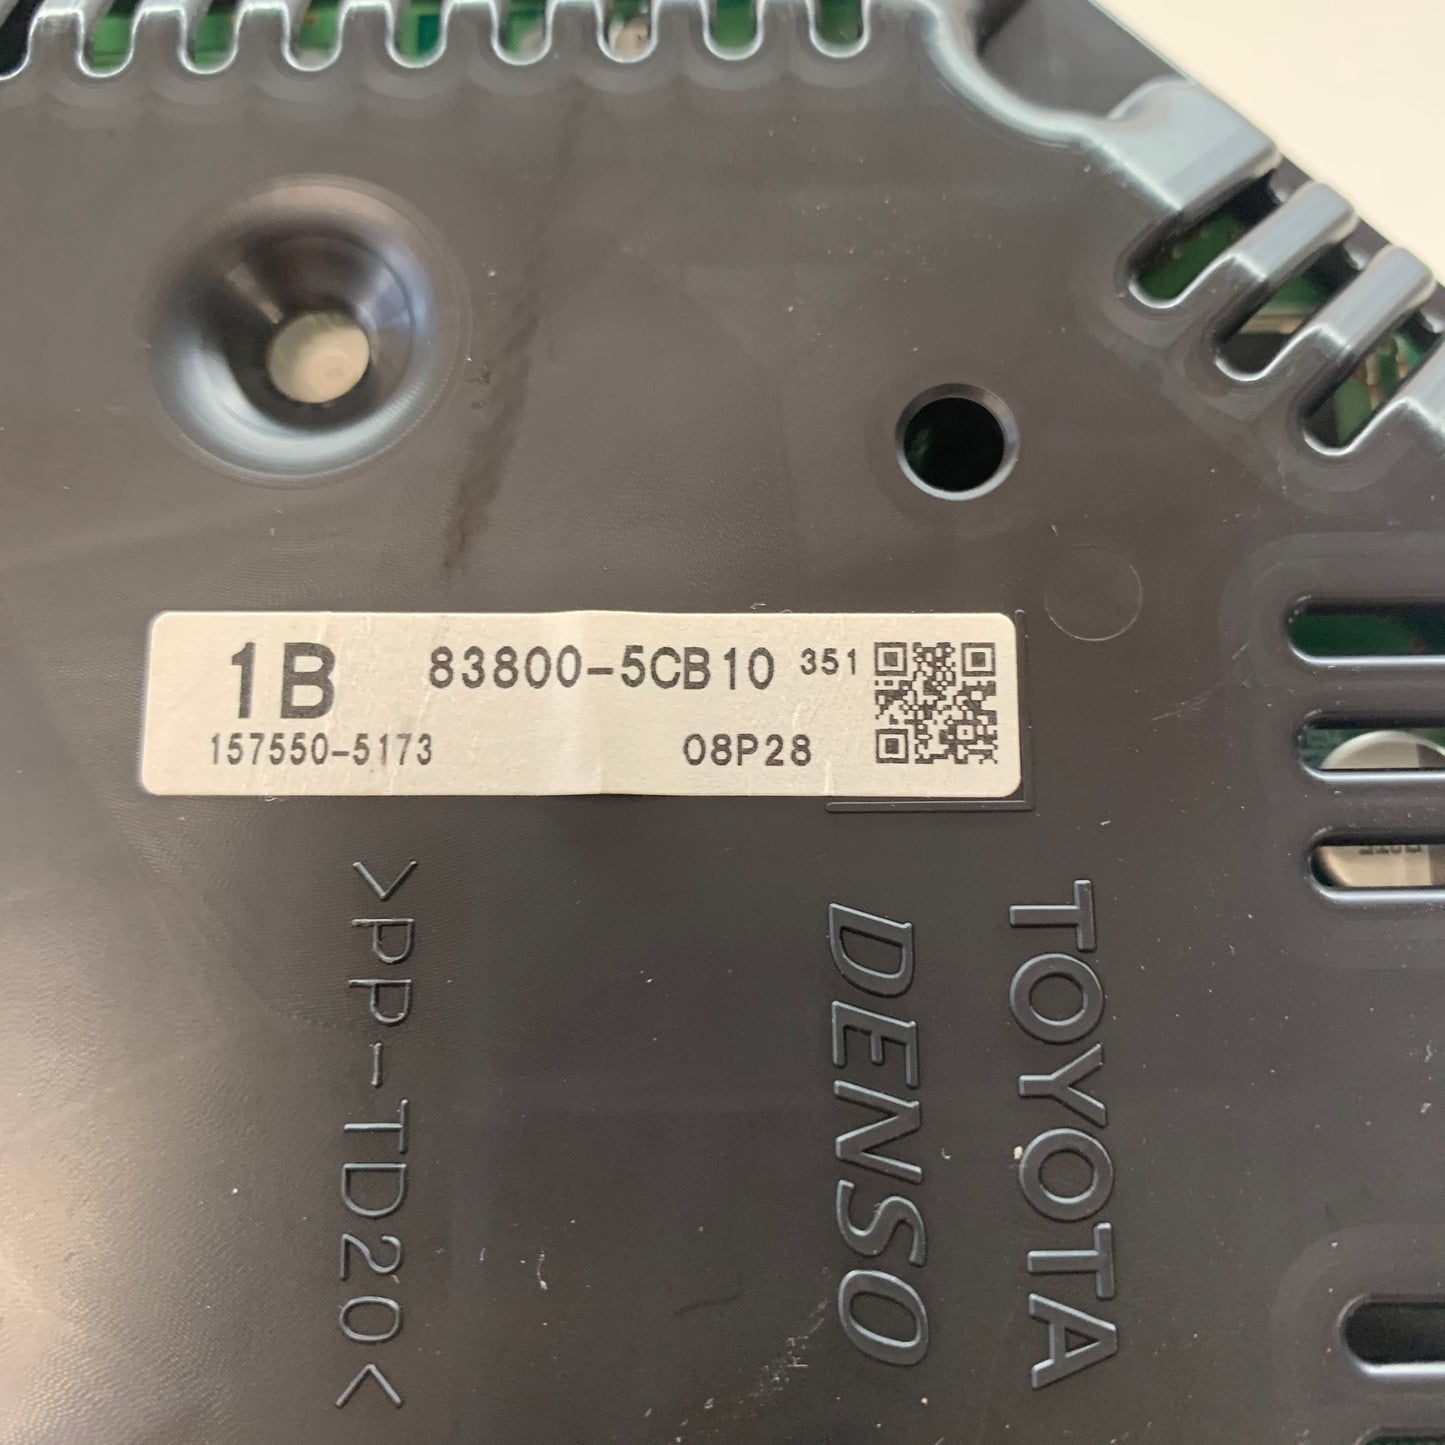 1B 83800-5CB10 351
157550-5173 08P28
>PP-TD20<
DENSO
TOYOTA